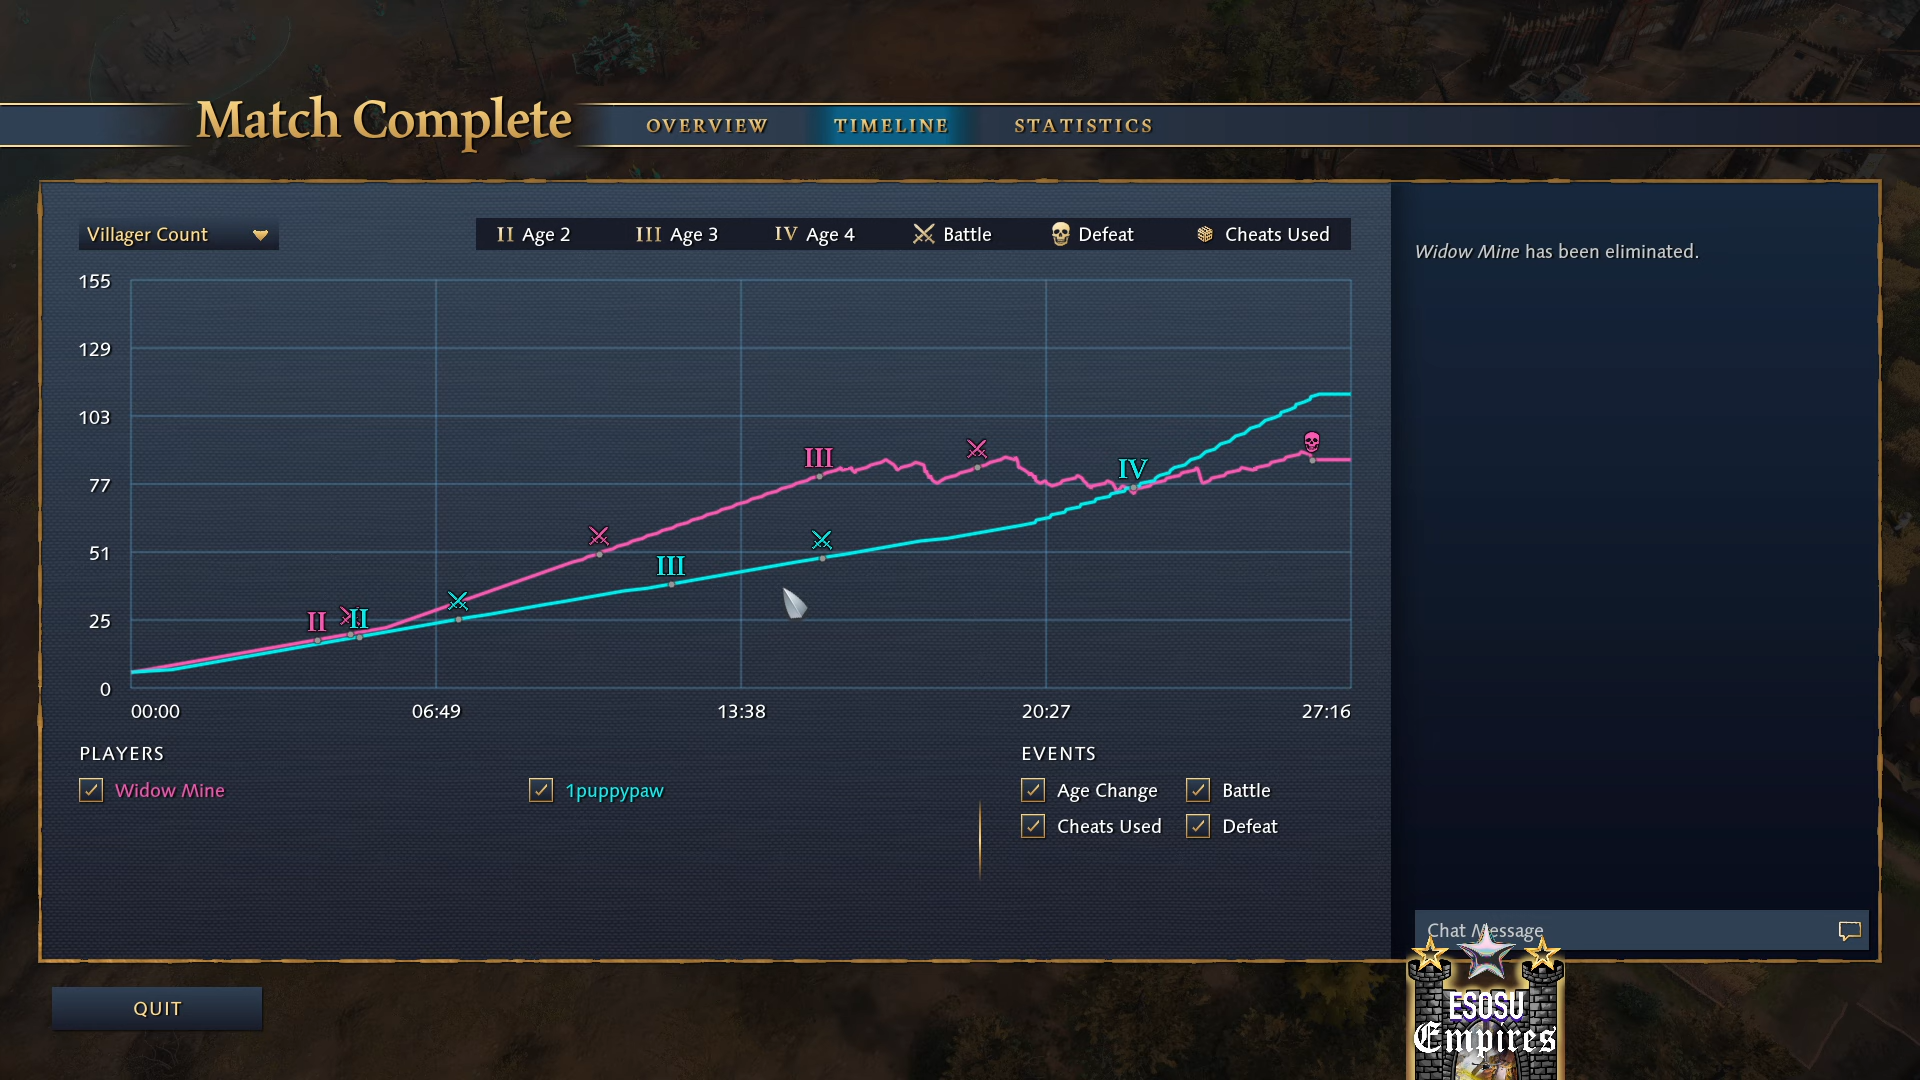 Match Complete
OVERVIEW
TIMELINE
STATISTICS
Villager Count
II Age 2
III Age 3
IV Age 4
Battle
Defeat
Cheats Used
Widow Mine has been eliminated.
155
129
103
77
51
25
0
III
IV
III
II
II
00:00
06:49
13:38
20:27
27:16
PLAYERS
Widow Mine
1puppypaw
EVENTS
Age Change
Battle
Cheats Used
Defeat
Chat Message
QUIT
ESOSU
Empires